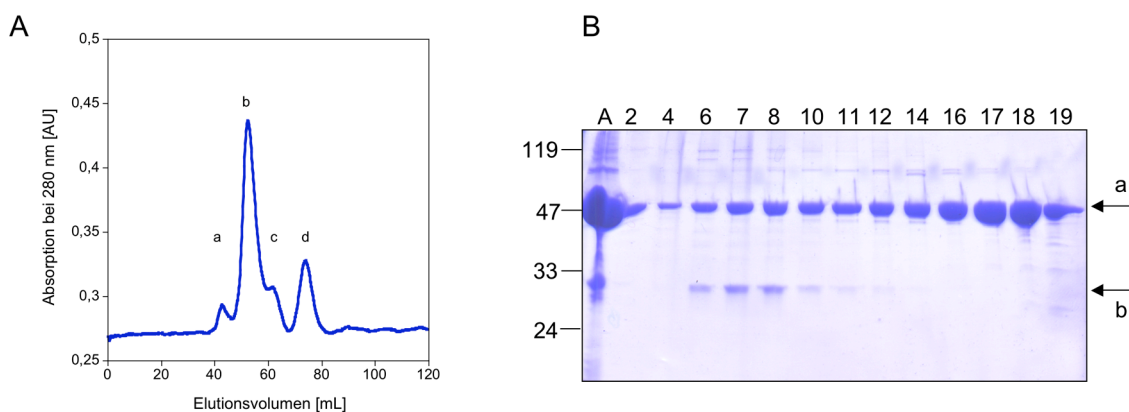 A
B
0,5
0,45
0,4
0,35
0,3
0,25
Absorption bei 280 nm [AU]
a
b
c
d
0 20 40 60 80 100 120
Elutionsvolumen [mL]
A 2 4 6 7 8 10 11 12 14 16 17 18 19
119
47
33
24
a
b